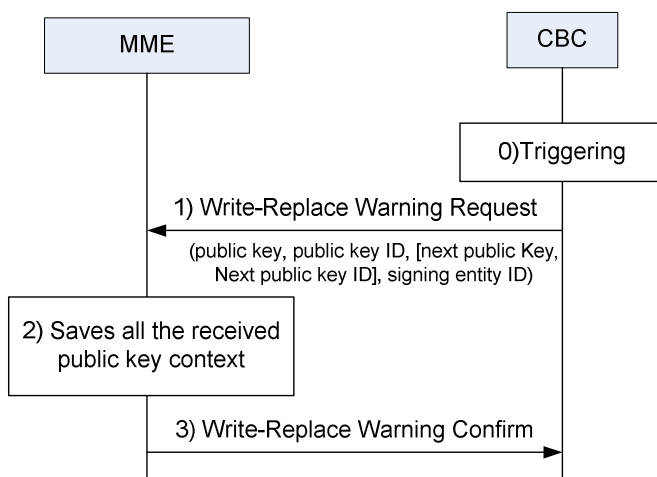 MME
CBC
0)Triggering
1) Write-Replace Warning Request
(public key, public key ID, [next public Key,
Next public key ID], signing entity ID)
2) Saves all the received
public key context
3) Write-Replace Warning Confirm